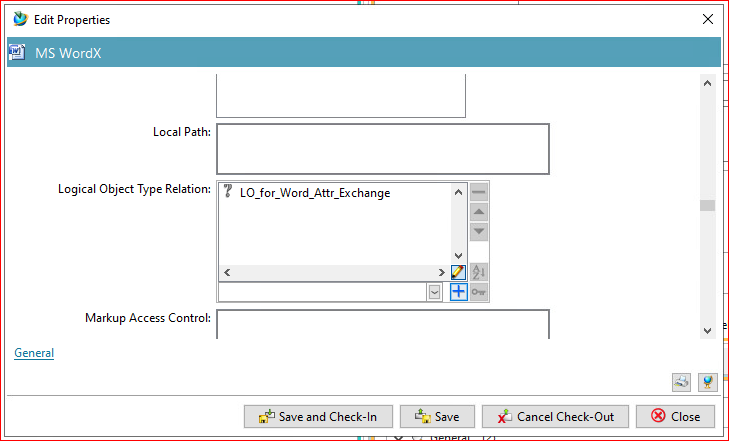 Edit Properties
MS WordX
Local Path:
Logical Object Type Relation:
LO_for_Word_Attr_Exchange
Markup Access Control:
General
Save and Check-In
Save
Cancel Check-Out
Close